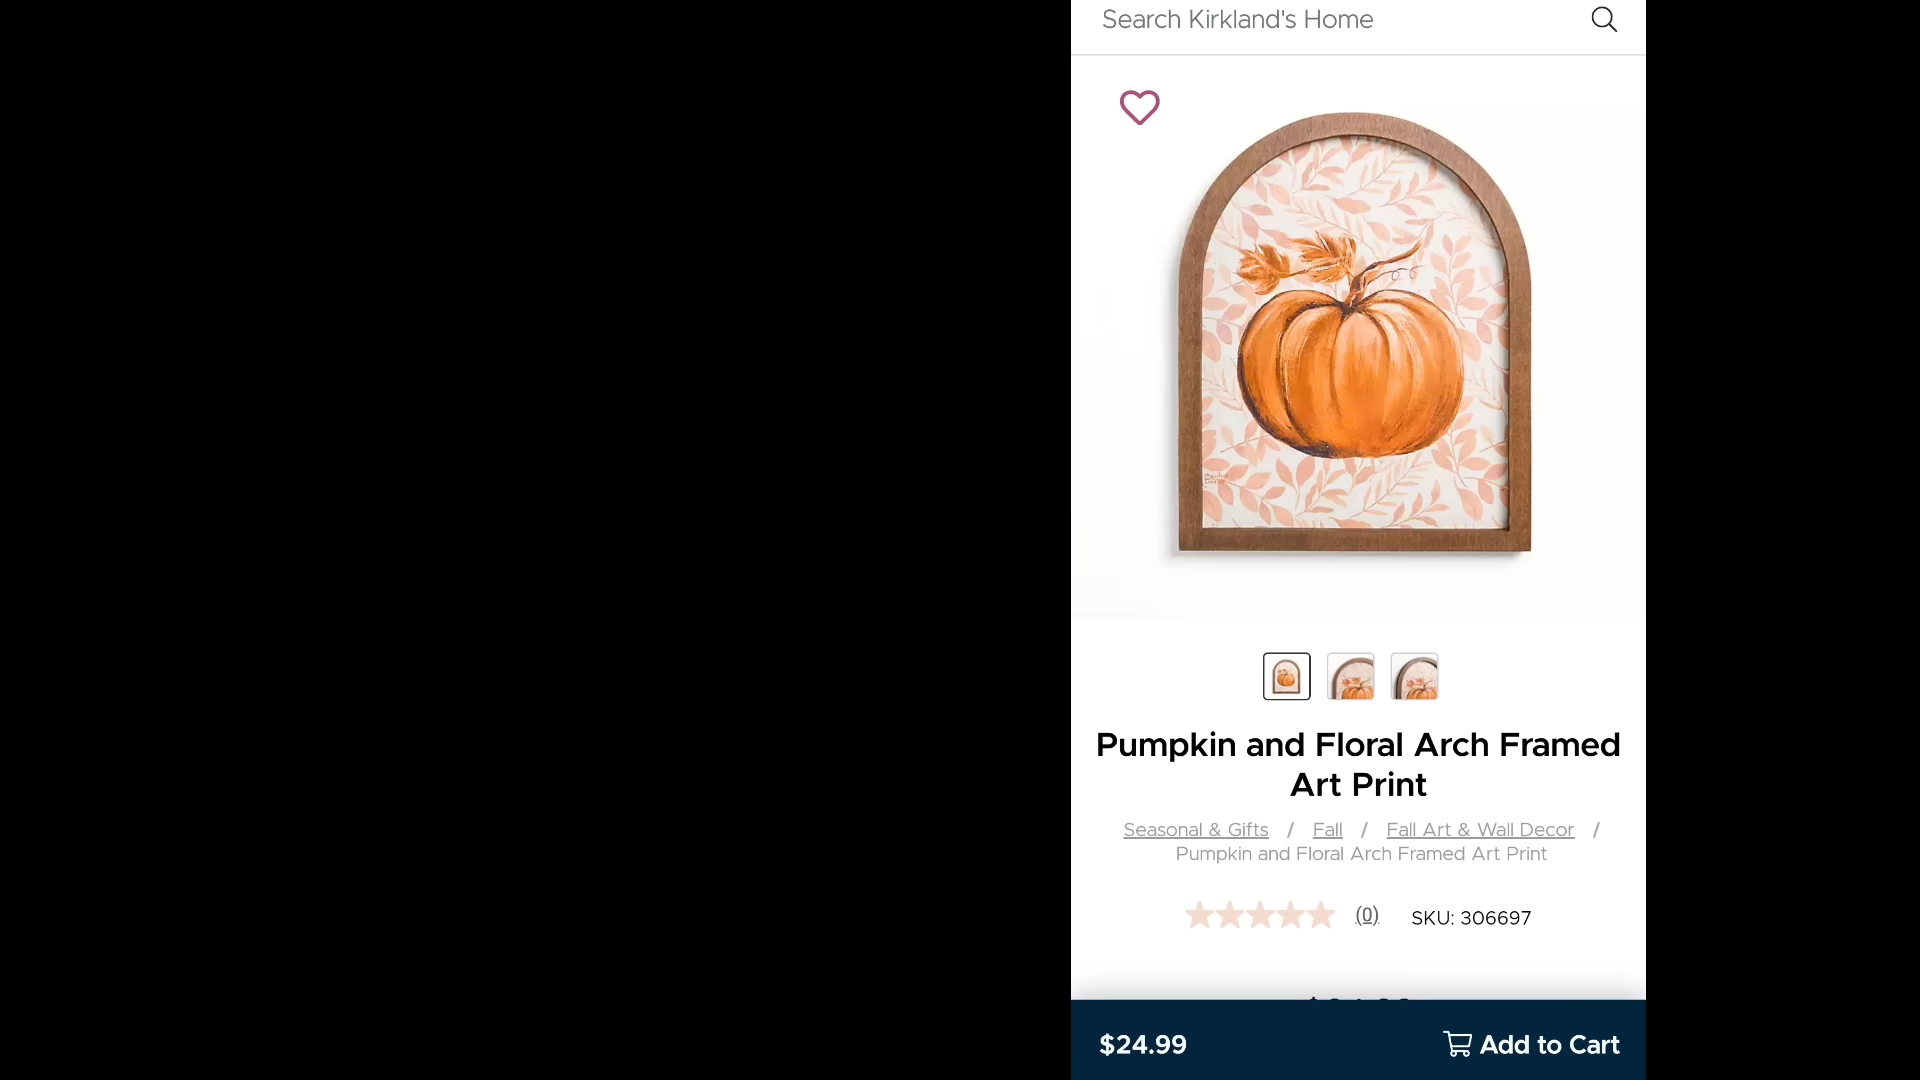 Search Kirkland's Home
Pumpkin and Floral Arch Framed
Art Print
Seasonal & Gifts / Fall / Fall Art & Wall Decor /
Pumpkin and Floral Arch Framed Art Print
(0) SKU: 306697
$24.99 Add to Cart